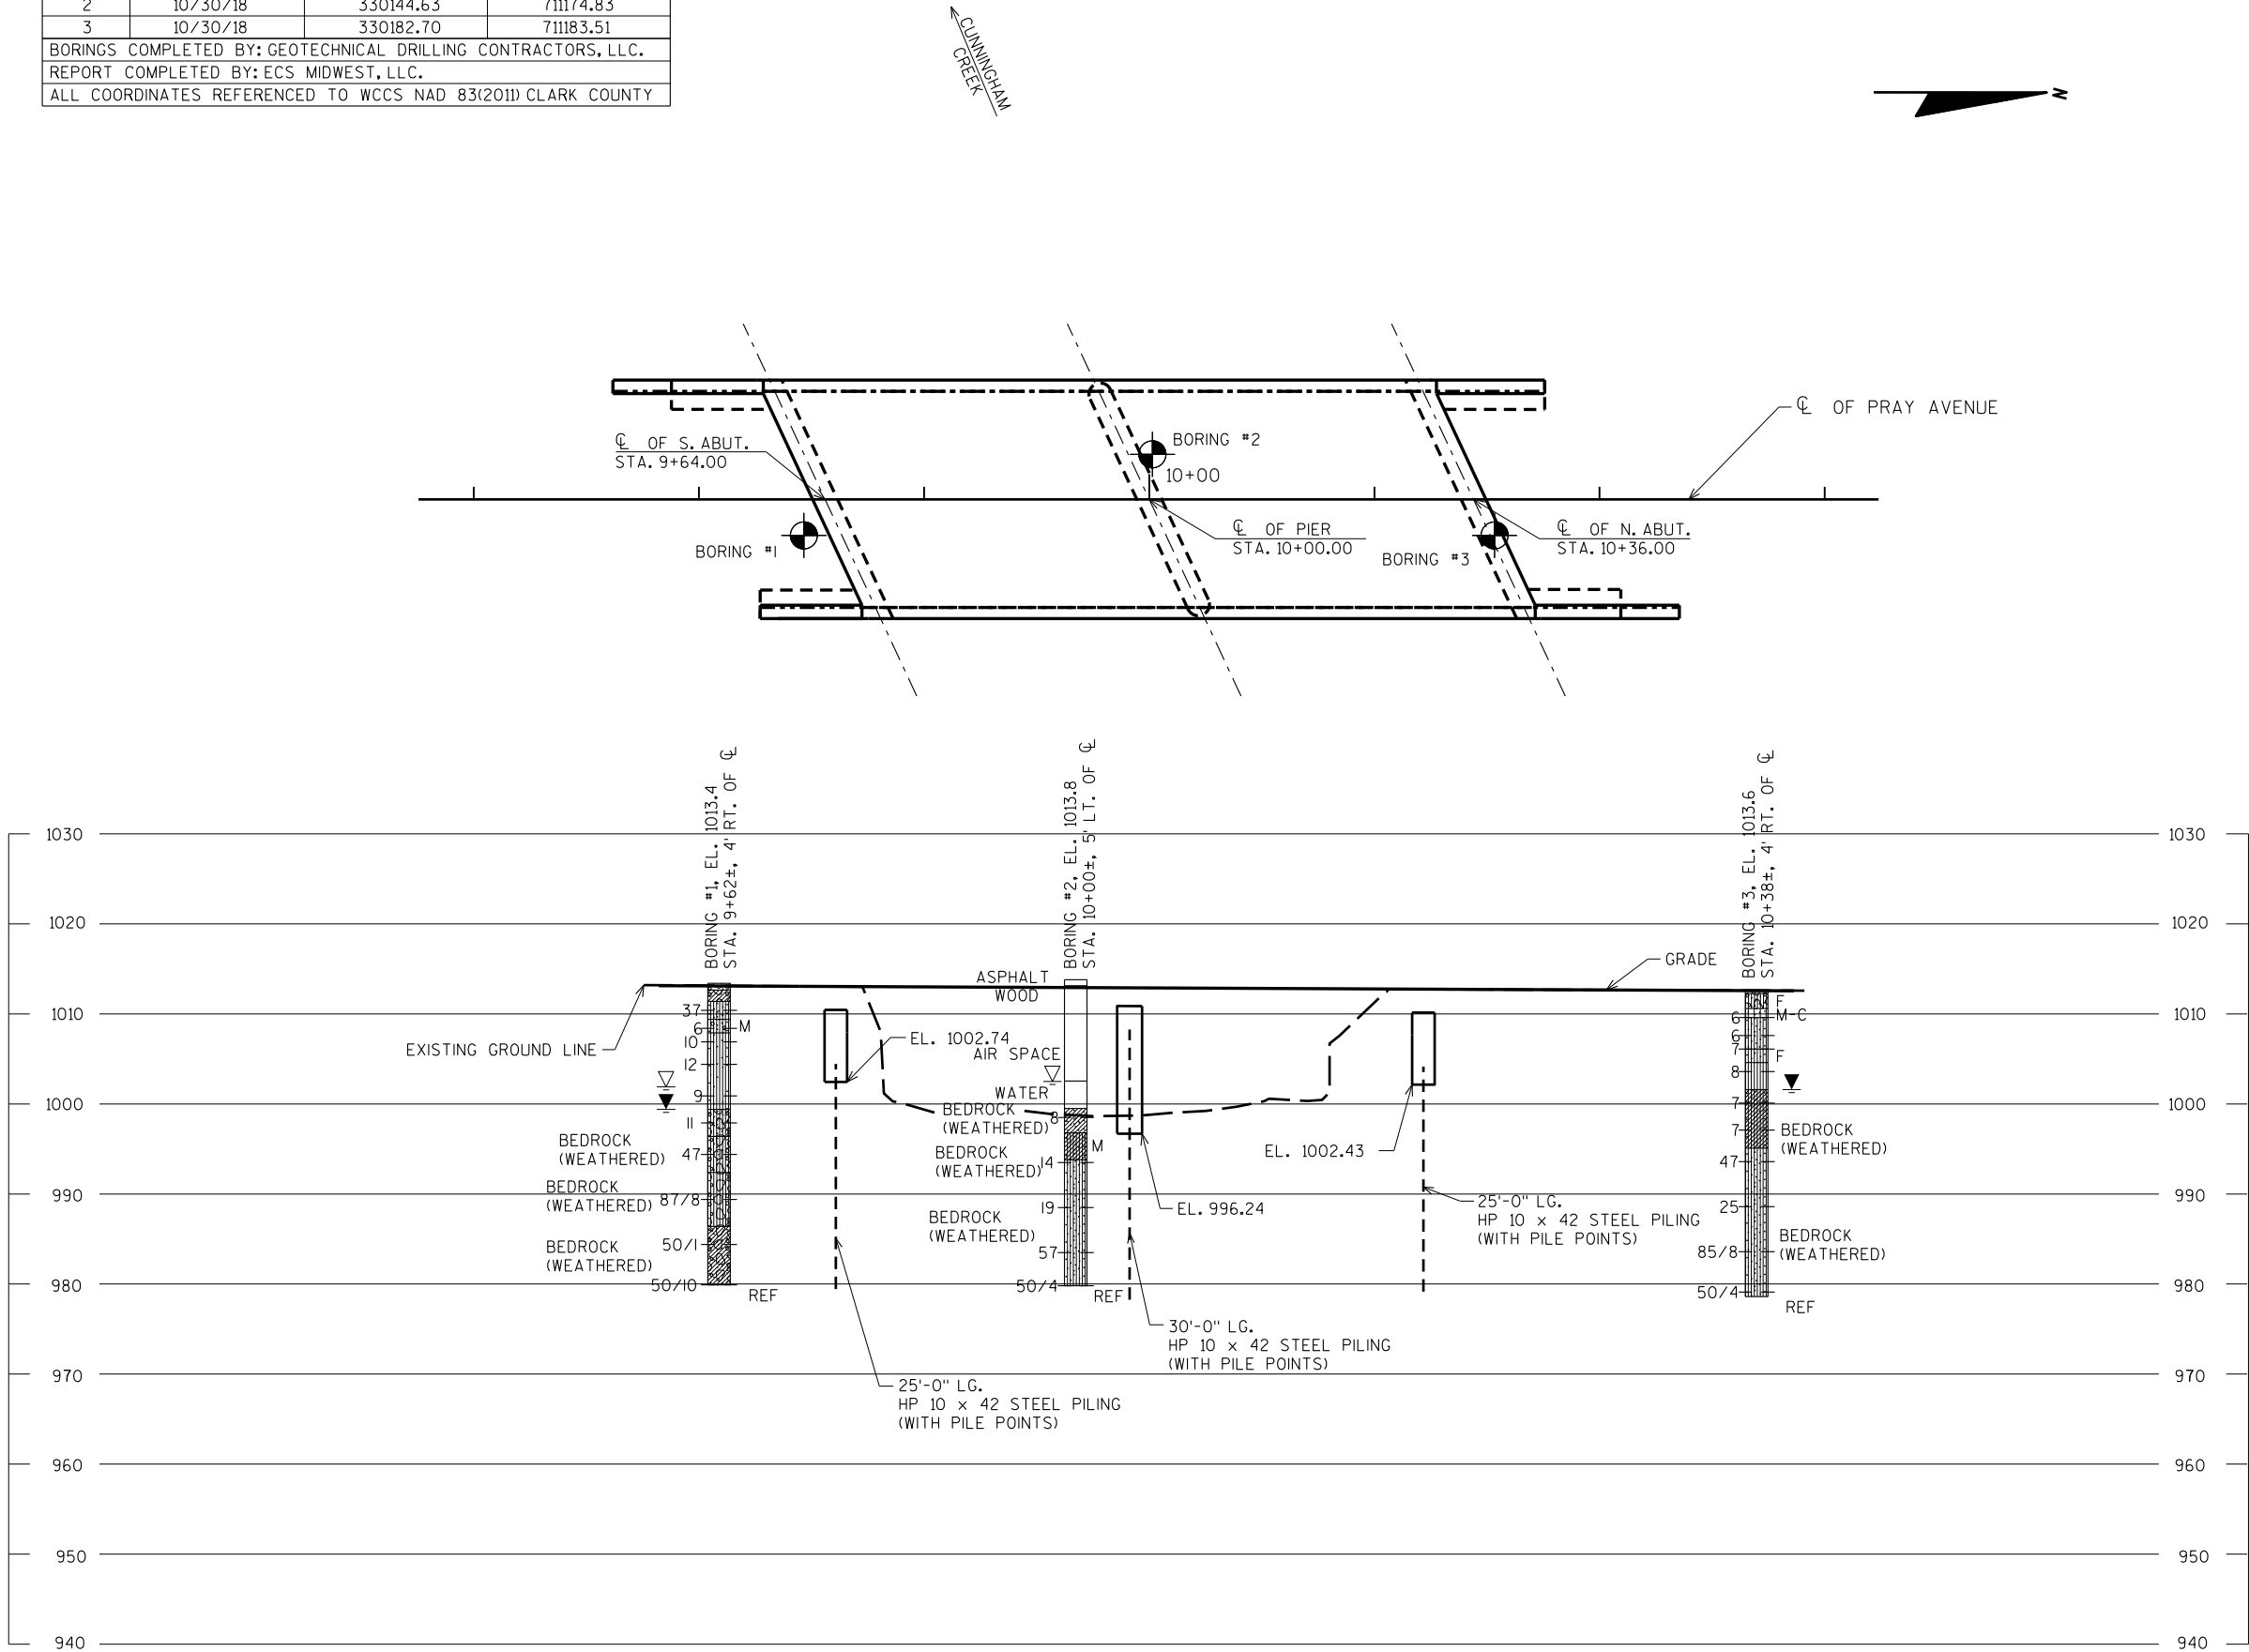 2 10/30/18 330144.63 711174.83
3 10/30/18 330182.70 711183.51
BORINGS COMPLETED BY: GEOTECHNICAL DRILLING CONTRACTORS, LLC.
REPORT COMPLETED BY: ECS MIDWEST, LLC.
ALL COORDINATES REFERENCED TO WCCS NAD 83(2011) CLARK COUNTY
CUNNINGHAM
CREEK
N
℄ OF PRAY AVENUE
BORING #2
10+00
℄ OF S. ABUT.
STA. 9+64.00
℄ OF PIER
STA. 10+00.00
℄ OF N. ABUT.
STA. 10+36.00
BORING #1
BORING #3
BORING #1, EL. 1013.4
STA. 9+62±, 4' RT. OF ℄
BORING #2, EL. 1013.8
STA. 10+00±, 5' LT. OF ℄
BORING #3, EL. 1013.6
STA. 10+38±, 4' RT. OF ℄
1030
1030
1020
1020
GRADE
ASPHALT
WOOD
1010
1010
37
6
M
10
12
9
11
47
87/8
50/1
50/10
REF
EXISTING GROUND LINE
EL. 1002.74
AIR SPACE
WATER
BEDROCK
(WEATHERED)
BEDROCK
(WEATHERED)
BEDROCK
(WEATHERED)
8
M
14
19
57
50/4
REF
BEDROCK
(WEATHERED)
BEDROCK
(WEATHERED)
BEDROCK
(WEATHERED)
EL. 1002.43
EL. 996.24
F
6
M-C
6
7
F
8
7
7
47
25
85/8
50/4
REF
BEDROCK
(WEATHERED)
BEDROCK
(WEATHERED)
25'-0" LG.
HP 10 x 42 STEEL PILING
(WITH PILE POINTS)
30'-0" LG.
HP 10 x 42 STEEL PILING
(WITH PILE POINTS)
25'-0" LG.
HP 10 x 42 STEEL PILING
(WITH PILE POINTS)
1000
1000
990
990
980
980
970
970
960
960
950
950
940
940